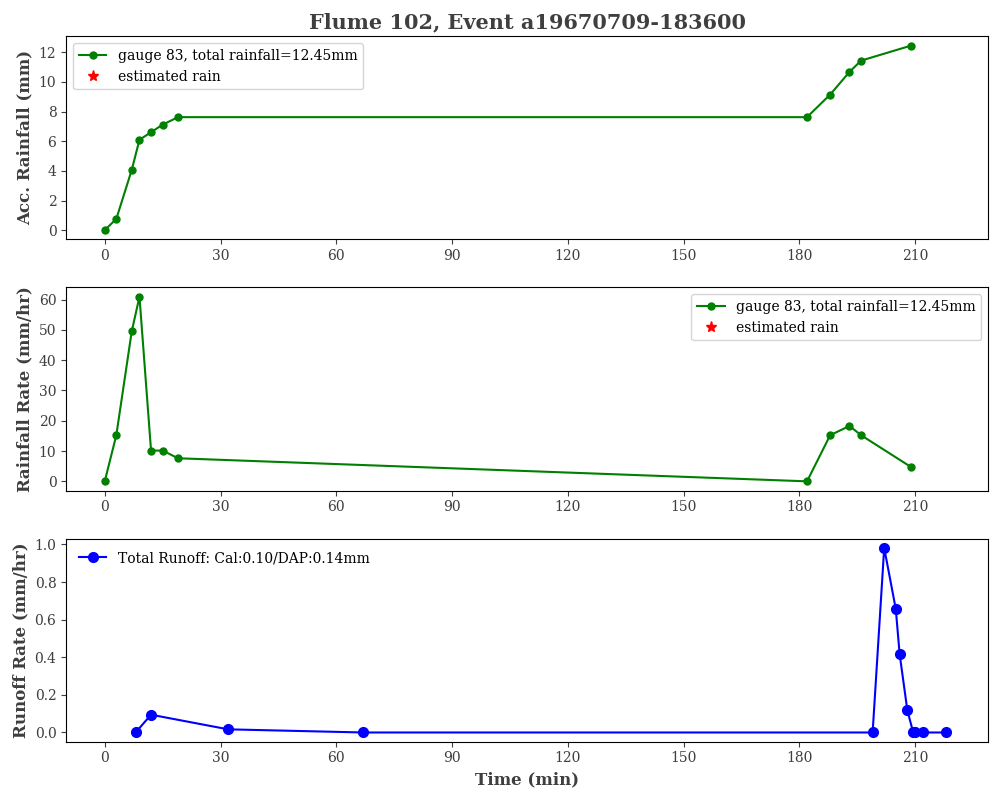 Flume 102, Event a19670709-183600
Acc. Rainfall (mm)
12
10
8
6
4
2
0
gauge 83, total rainfall=12.45mm
estimated rain
0 30 60 90 120 150 180 210
Rainfall Rate (mm/hr)
60
50
40
30
20
10
0
gauge 83, total rainfall=12.45mm
estimated rain
0 30 60 90 120 150 180 210
Runoff Rate (mm/hr)
1.0
0.8
0.6
0.4
0.2
0.0
Total Runoff: Cal:0.10/DAP:0.14mm
0 30 60 90 120 150 180 210
Time (min)